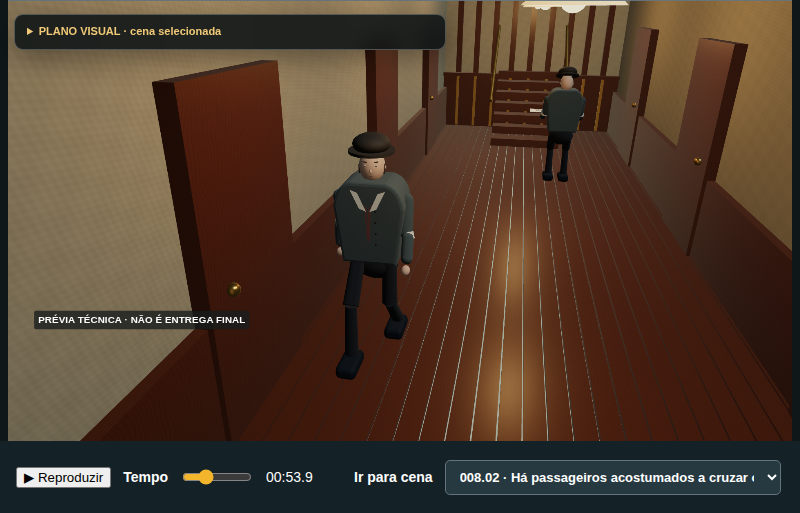 ▶ PLANO VISUAL · cena selecionada
PRÉVIA TÉCNICA · NÃO É ENTREGA FINAL
▶ Reproduzir Tempo 00:53.9 Ir para cena 008.02 · Há passageiros acostumados a cruzar